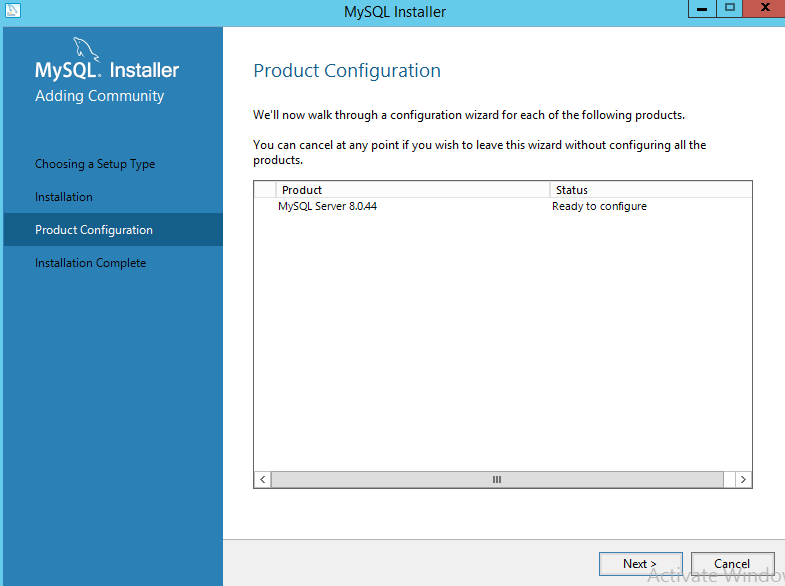 MySQL Installer
MySQL. Installer
Adding Community
Choosing a Setup Type
Installation
Product Configuration
Installation Complete
Product Configuration
We'll now walk through a configuration wizard for each of the following products.
You can cancel at any point if you wish to leave this wizard without configuring all the
products.
Product Status
MySQL Server 8.0.44 Ready to configure
Next > Cancel
Activate Windo